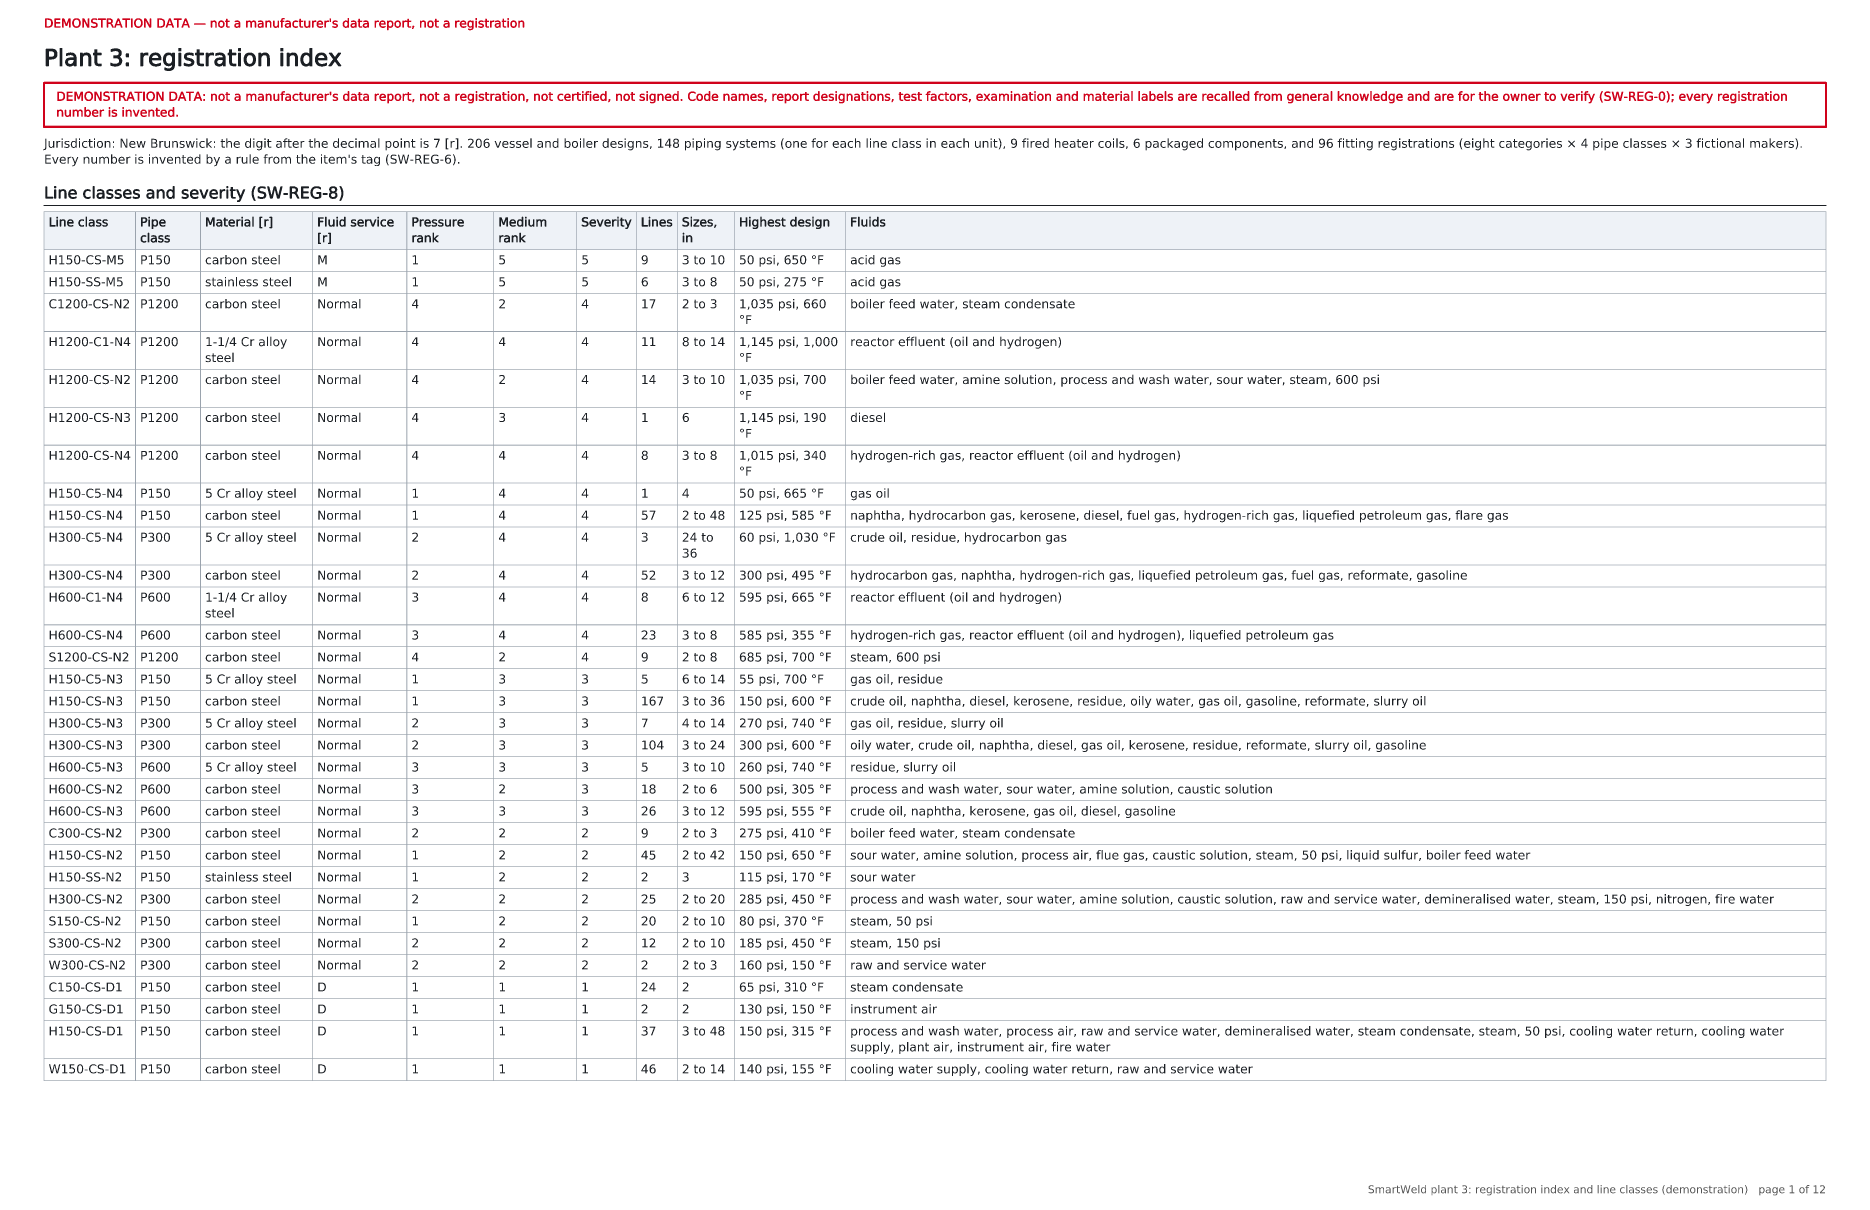 DEMONSTRATION DATA — not a manufacturer's data report, not a registration
Plant 3: registration index
DEMONSTRATION DATA: not a manufacturer's data report, not a registration, not certified, not signed. Code names, report designations, test factors, examination and material labels are recalled from general knowledge and are for the owner to verify (SW-REG-0); every registration
number is invented.
Jurisdiction: New Brunswick: the digit after the decimal point is 7 [r]. 206 vessel and boiler designs, 148 piping systems (one for each line class in each unit), 9 fired heater coils, 6 packaged components, and 96 fitting registrations (eight categories × 4 pipe classes × 3 fictional makers).
Every number is invented by a rule from the item's tag (SW-REG-6).
Line classes and severity (SW-REG-8)
Line class Pipe class Material [r] Fluid service [r] Pressure rank Medium rank Severity Lines Sizes, in Highest design Fluids
H150-CS-M5 P150 carbon steel M 1 5 5 9 3 to 10 50 psi, 650 °F acid gas
H150-SS-M5 P150 stainless steel M 1 5 5 6 3 to 8 50 psi, 275 °F acid gas
C1200-CS-N2 P1200 carbon steel Normal 4 2 4 17 2 to 3 1,035 psi, 660 °F boiler feed water, steam condensate
H1200-C1-N4 P1200 1-1/4 Cr alloy steel Normal 4 4 4 11 8 to 14 1,145 psi, 1,000 °F reactor effluent (oil and hydrogen)
H1200-CS-N2 P1200 carbon steel Normal 4 2 4 14 3 to 10 1,035 psi, 700 °F boiler feed water, amine solution, process and wash water, sour water, steam, 600 psi
H1200-CS-N3 P1200 carbon steel Normal 4 3 4 1 6 1,145 psi, 190 °F diesel
H1200-CS-N4 P1200 carbon steel Normal 4 4 4 8 3 to 8 1,015 psi, 340 °F hydrogen-rich gas, reactor effluent (oil and hydrogen)
H150-C5-N4 P150 5 Cr alloy steel Normal 1 4 4 1 4 50 psi, 665 °F gas oil
H150-CS-N4 P150 carbon steel Normal 1 4 4 57 2 to 48 125 psi, 585 °F naphtha, hydrocarbon gas, kerosene, diesel, fuel gas, hydrogen-rich gas, liquefied petroleum gas, flare gas
H300-C5-N4 P300 5 Cr alloy steel Normal 2 4 4 3 24 to 36 60 psi, 1,030 °F crude oil, residue, hydrocarbon gas
H300-CS-N4 P300 carbon steel Normal 2 4 4 52 3 to 12 300 psi, 495 °F hydrocarbon gas, naphtha, hydrogen-rich gas, liquefied petroleum gas, fuel gas, reformate, gasoline
H600-C1-N4 P600 1-1/4 Cr alloy steel Normal 3 4 4 8 6 to 12 595 psi, 665 °F reactor effluent (oil and hydrogen)
H600-CS-N4 P600 carbon steel Normal 3 4 4 23 3 to 8 585 psi, 355 °F hydrogen-rich gas, reactor effluent (oil and hydrogen), liquefied petroleum gas
S1200-CS-N2 P1200 carbon steel Normal 4 2 4 9 2 to 8 685 psi, 700 °F steam, 600 psi
H150-C5-N3 P150 5 Cr alloy steel Normal 1 3 3 5 6 to 14 55 psi, 700 °F gas oil, residue
H150-CS-N3 P150 carbon steel Normal 1 3 3 167 3 to 36 150 psi, 600 °F crude oil, naphtha, diesel, kerosene, residue, oily water, gas oil, gasoline, reformate, slurry oil
H300-C5-N3 P300 5 Cr alloy steel Normal 2 3 3 7 4 to 14 270 psi, 740 °F gas oil, residue, slurry oil
H300-CS-N3 P300 carbon steel Normal 2 3 3 104 3 to 24 300 psi, 600 °F oily water, crude oil, naphtha, diesel, gas oil, kerosene, residue, reformate, slurry oil, gasoline
H600-C5-N3 P600 5 Cr alloy steel Normal 3 3 3 5 3 to 10 260 psi, 740 °F residue, slurry oil
H600-CS-N2 P600 carbon steel Normal 3 2 3 18 2 to 6 500 psi, 305 °F process and wash water, sour water, amine solution, caustic solution
H600-CS-N3 P600 carbon steel Normal 3 3 3 26 3 to 12 595 psi, 555 °F crude oil, naphtha, kerosene, gas oil, diesel, gasoline
C300-CS-N2 P300 carbon steel Normal 2 2 2 9 2 to 3 275 psi, 410 °F boiler feed water, steam condensate
H150-CS-N2 P150 carbon steel Normal 1 2 2 45 2 to 42 150 psi, 650 °F sour water, amine solution, process air, flue gas, caustic solution, steam, 50 psi, liquid sulfur, boiler feed water
H150-SS-N2 P150 stainless steel Normal 1 2 2 2 3 115 psi, 170 °F sour water
H300-CS-N2 P300 carbon steel Normal 2 2 2 25 2 to 20 285 psi, 450 °F process and wash water, sour water, amine solution, caustic solution, raw and service water, demineralised water, steam, 150 psi, nitrogen, fire water
S150-CS-N2 P150 carbon steel Normal 1 2 2 20 2 to 10 80 psi, 370 °F steam, 50 psi
S300-CS-N2 P300 carbon steel Normal 2 2 2 12 2 to 10 185 psi, 450 °F steam, 150 psi
W300-CS-N2 P300 carbon steel Normal 2 2 2 2 2 to 3 160 psi, 150 °F raw and service water
C150-CS-D1 P150 carbon steel D 1 1 1 24 2 65 psi, 310 °F steam condensate
G150-CS-D1 P150 carbon steel D 1 1 1 2 2 130 psi, 150 °F instrument air
H150-CS-D1 P150 carbon steel D 1 1 1 37 3 to 48 150 psi, 315 °F process and wash water, process air, raw and service water, demineralised water, steam condensate, steam, 50 psi, cooling water return, cooling water
supply, plant air, instrument air, fire water
W150-CS-D1 P150 carbon steel D 1 1 1 46 2 to 14 140 psi, 155 °F cooling water supply, cooling water return, raw and service water
SmartWeld plant 3: registration index and line classes (demonstration) page 1 of 12